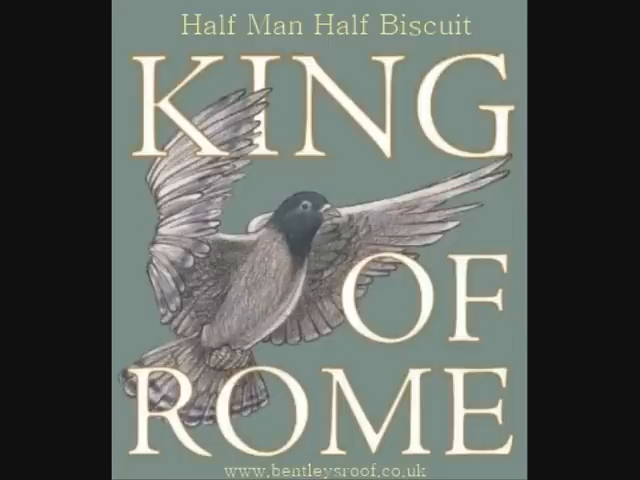 Half Man Half Biscuit
KING
OF
ROME
www.bentleysroof.co.uk